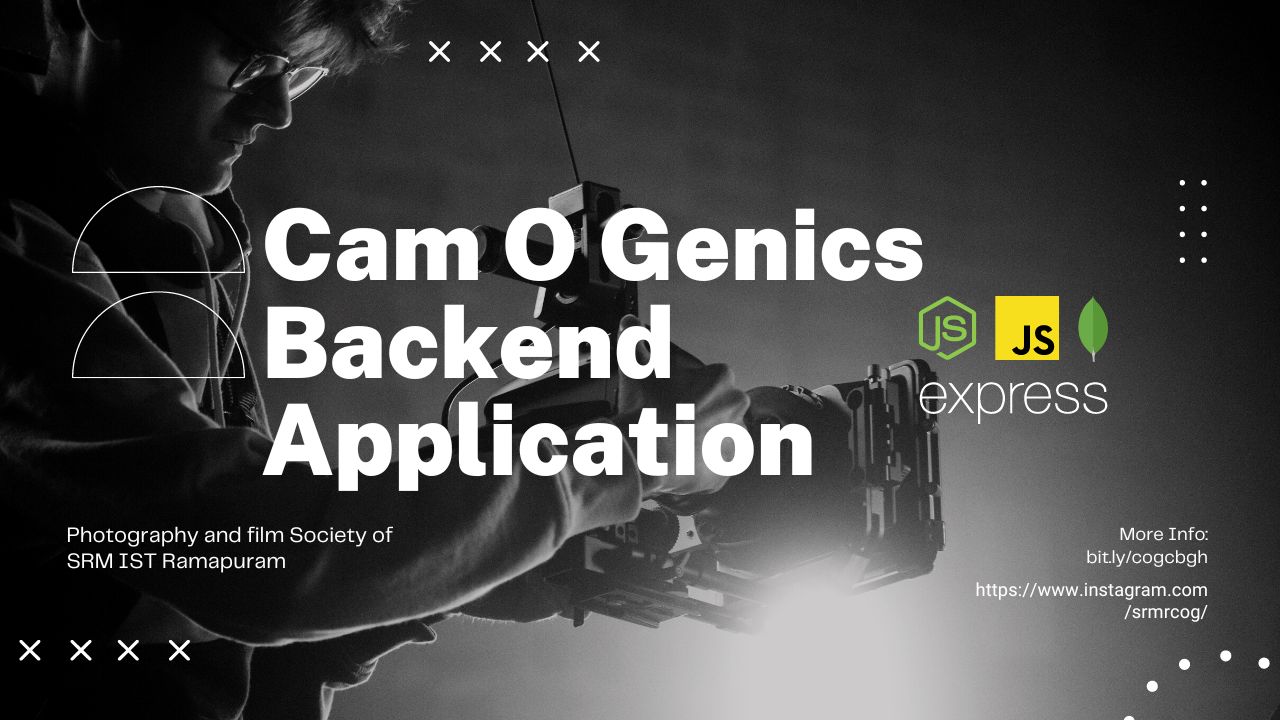 Cam O Genics
Backend
Application
JS
JS
express
Photography and film Society of
SRM IST Ramapuram
More Info:
bit.ly/cogcbgh
https://www.instagram.com
/srmrcog/